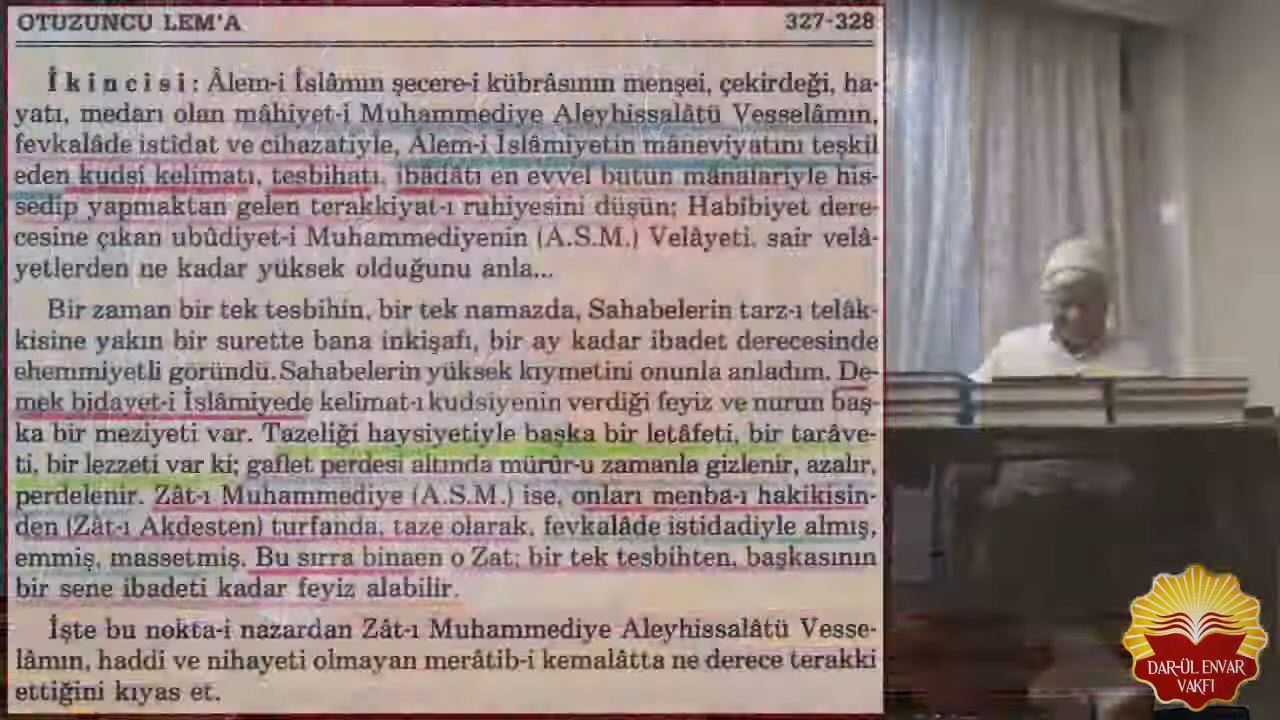 OTUZUNCU LEM'A 327-328
İkincisi: Âlem-i İslâmın şecere-i kübrâsının menşei, çekirdeği, ha-
yatı, medarı olan mâhiyet-i Muhammediye Aleyhissalâtü Vesselâmın,
fevkalâde istidat ve cihazatiyle, Âlem-i İslâmiyetin mâneviyatını teşkil
eden kudsî kelimatı, tesbihatı, ibâdâtı en evvel bütün mânalariyle his-
sedip yapmaktan gelen terakkiyat-ı ruhiyesini düşün; Habîbiyet dere-
cesine çıkan ubûdiyet-i Muhammediyenin (A.S.M.) Velâyeti, sair velâ-
yetlerden ne kadar yüksek olduğunu anla...
Bir zaman bir tek tesbihin, bir tek namazda, Sahabelerin tarz-ı telâk-
kisine yakın bir surette bana inkişafı, bir ay kadar ibadet derecesinde
ehemmiyetli göründü. Sahabelerin yüksek kıymetini onunla anladım. De-
mek bidayet-i İslâmiyede kelimat-ı kudsiyenin verdiği feyiz ve nurun baş-
ka bir meziyeti var. Tazeliği haysiyetiyle başka bir letâfeti, bir tarâve-
ti, bir lezzeti var ki; gaflet perdesi altında mürûr-u zamanla gizlenir, azalır,
perdelenir. Zât-ı Muhammediye (A.S.M.) ise, onları menba-ı hakikisin-
den (Zât-ı Akdesten) turfanda, taze olarak, fevkalâde istidadiyle almış,
emmiş, massetmiş. Bu sırra binaen o Zat; bir tek tesbihten, başkasının
bir sene ibadeti kadar feyiz alabilir.
İşte bu nokta-i nazardan Zât-ı Muhammediye Aleyhissalâtü Vesse-
lâmın, haddi ve nihayeti olmayan merâtib-i kemalâtta ne derece terakki
ettiğini kıyas et.
DAR-ÜL ENVAR
VAKFI